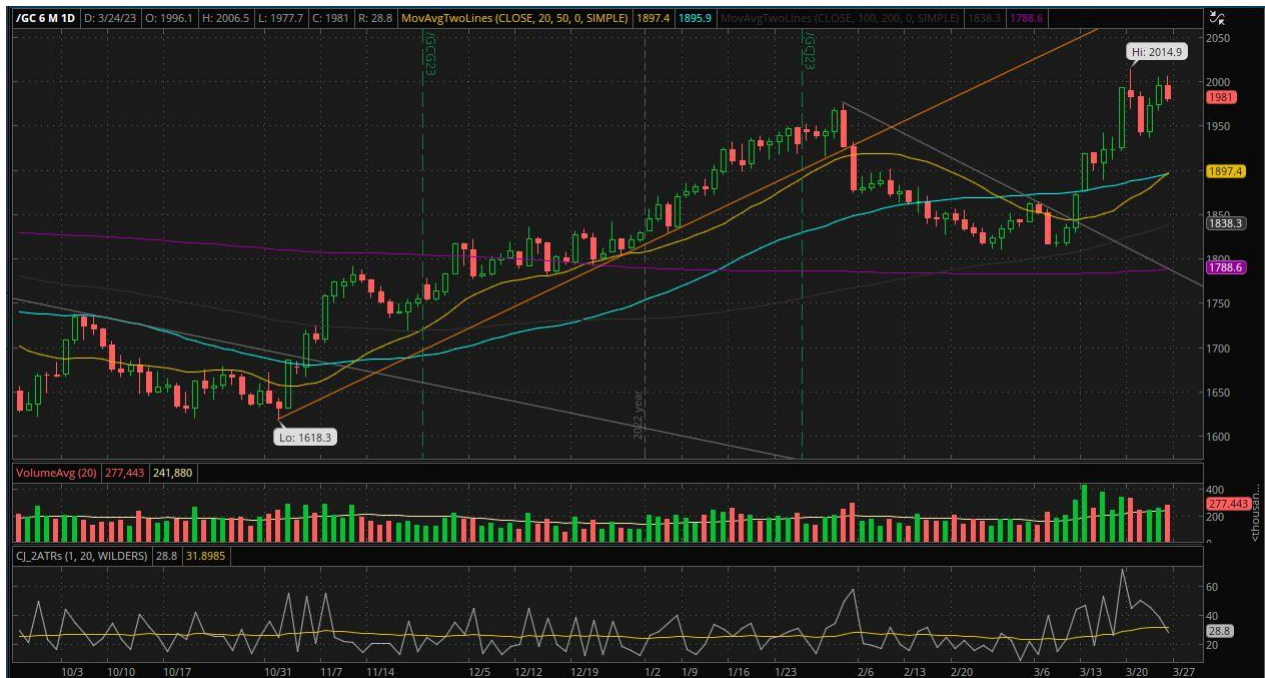 /GC 6 M 1D D: 3/24/23 O: 1996.1 H: 2006.5 L: 1977.7 C: 1981 R: 28.8 MovAvgTwoLines (CLOSE, 20, 50, 0, SIMPLE) 1897.4 1895.9 MovAvgTwoLines (CLOSE, 100, 200, 0, SIMPLE) 1838.3 1788.6
/GCG23
/GCJ23
2022 year
Hi: 2014.9
Lo: 1618.3
2050
2000
1981
1950
1900
1897.4
1850
1838.3
1800
1788.6
1750
1700
1650
1600
VolumeAvg (20) 277,443 241,880
400
277,443
200
0
<thousan...
CJ_2ATRs (1, 20, WILDERS) 28.8 31.8985
60
40
28.8
20
10/3 10/10 10/17 10/31 11/7 11/14 12/5 12/12 12/19 1/2 1/9 1/16 1/23 2/6 2/13 2/20 3/6 3/13 3/20 3/27